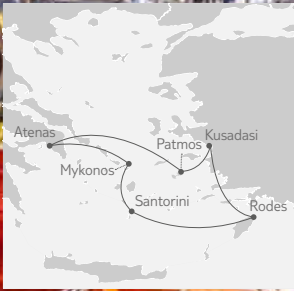 Atenas
Kusadasi
Patmos
Mykonos
Santorini
Rodes